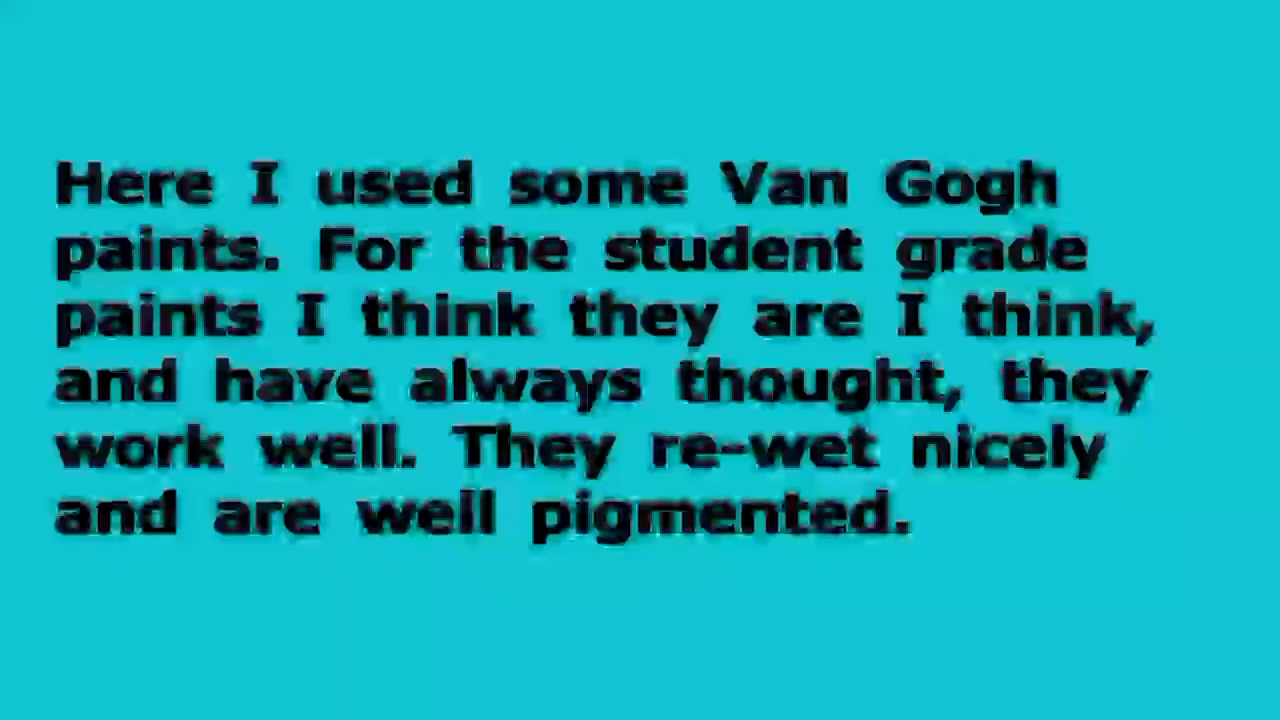 Here I used some Van Gogh
paints. For the student grade
paints I think they are I think,
and have always thought, they
work well. They re-wet nicely
and are well pigmented.